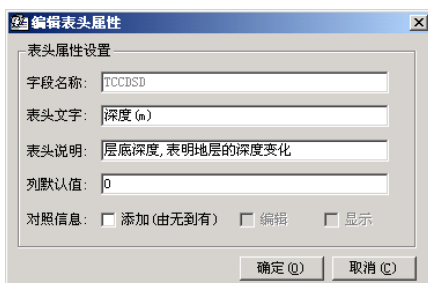 编辑表头属性
表头属性设置
字段名称: TCCDSD
表头文字: 深度(m)
表头说明: 层底深度,表明地层的深度变化
列默认值: 0
对照信息: 添加(由无到有) 编辑 显示
确定(O) 取消(C)